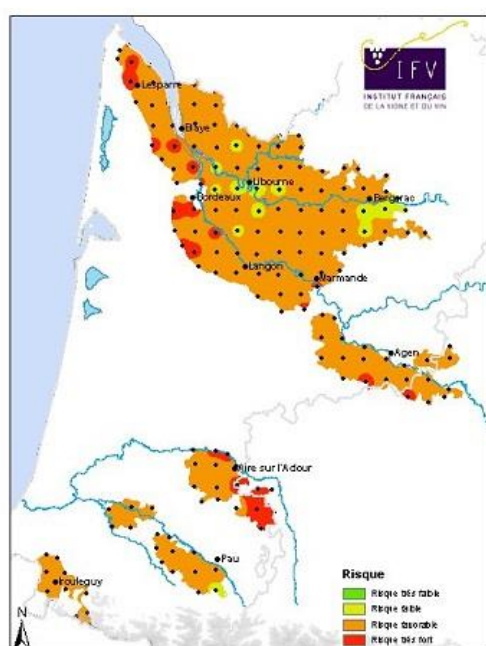 IFV
INSTITUT FRANÇAIS
DE LA VIGNE ET DU VIN
Lesparre
Blaye
Libourne
Bordeaux
Bergerac
Langon
Marmande
Agen
Aire sur l'Adour
Pau
Irouleguy
N
Risque
Risque très faible
Risque faible
Risque favorable
Risque très fort